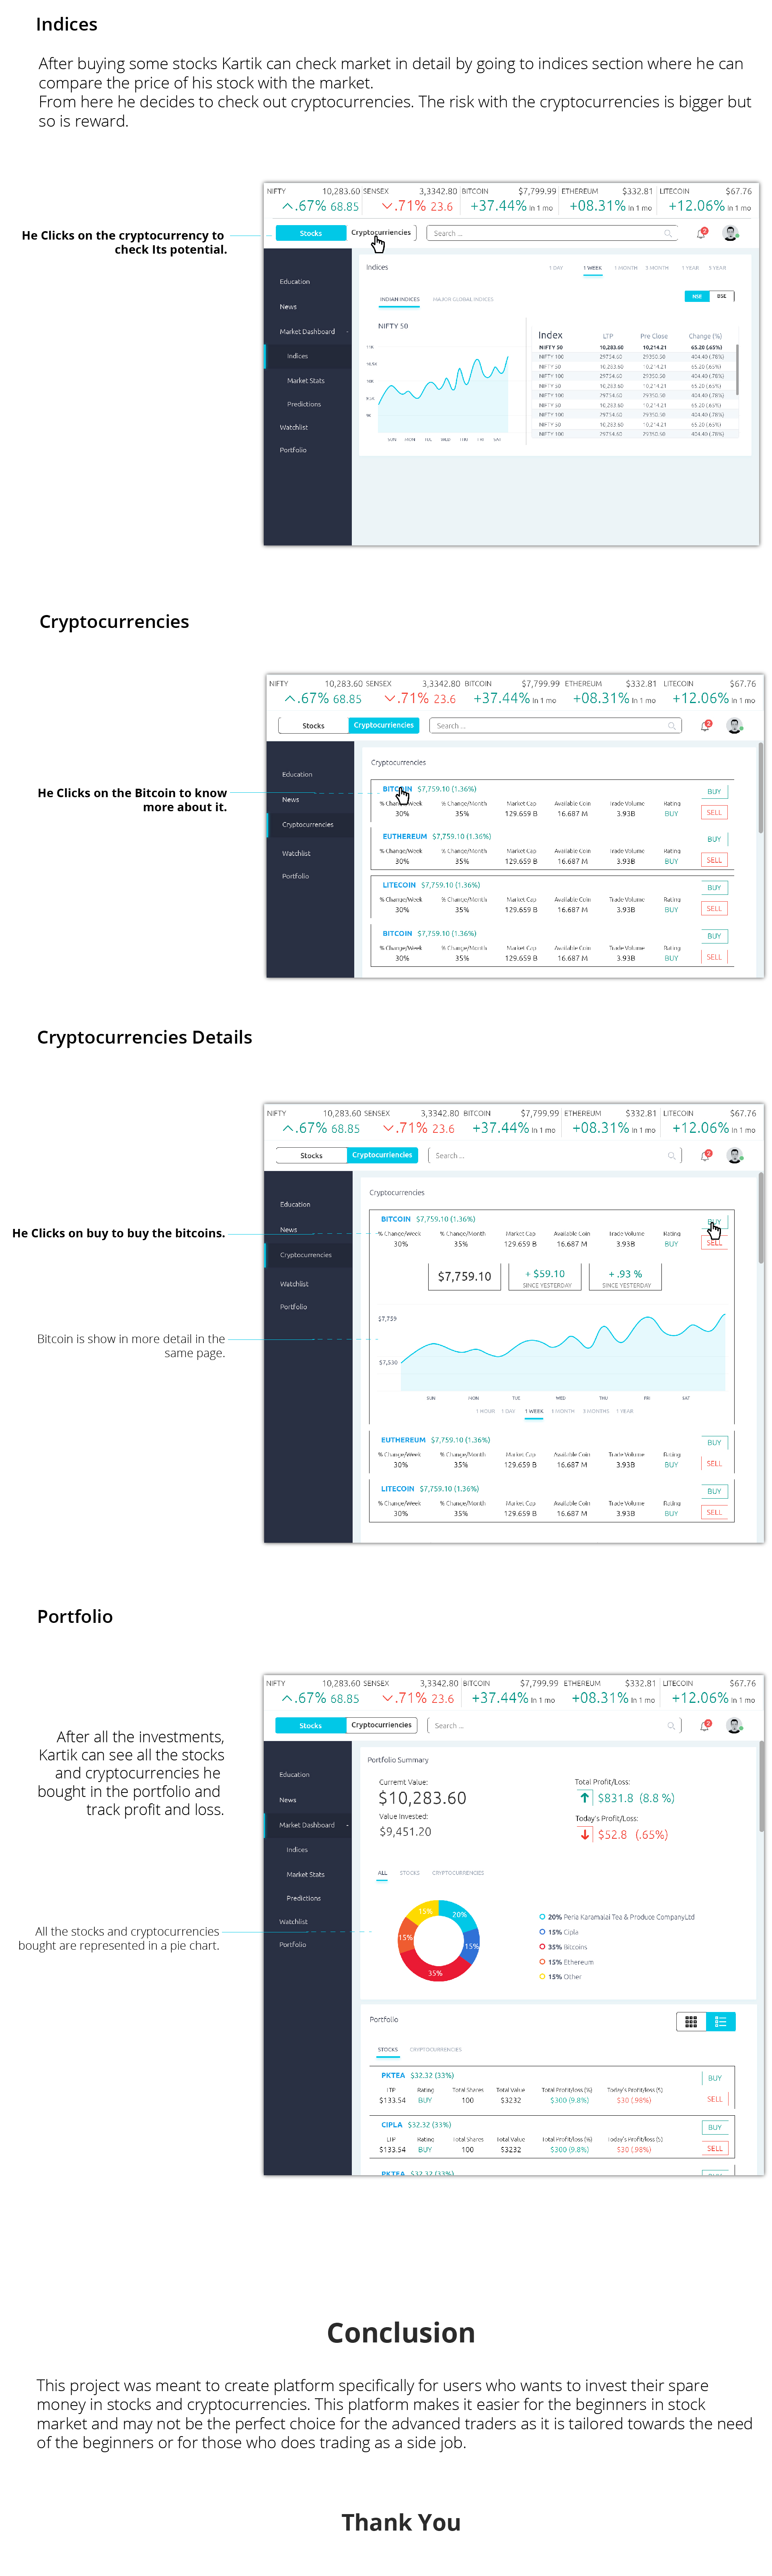 Indices
After buying some stocks Kartik can check market in detail by going to indices section where he can
compare the price of his stock with the market.
From here he decides to check out cryptocurrencies. The risk with the cryptocurrencies is bigger but
so is reward.
NIFTY 10,283.60 SENSEX 3,3342.80 BITCOIN $7,799.99 ETHEREUM $332.81 LITECOIN $67.76
.67% 68.85 .71% 23.6 +37.44% In 1 mo +08.31% In 1 mo +12.06% In 1 mo
He Clicks on the cryptocurrency to
check Its potential.
Stocks Cryptocurriencies Search ... 2
Education
News
Market Dashboard -
Indices
Market Stats
Predictions
Watchlist
Portfolio
Indices 1 DAY 1 WEEK 1 MONTH 3 MONTH 1 YEAR
INDIAN INDICES MAJOR GLOBAL INDICES NSE BSE
NIFTY 50
11K
10K
9K
SUN MON TUE WED THU FRI SAT
Index LTP Pre Close Change (%)
NIFTY 50 10,283.60 10,214.21 65.20 (.65%)
NIFTY 100 29734.60 29350.50 404.40 (.78%)
NIFTY 50 10,283.60 10,214.21 65.20 (.65%)
NIFTY 100 29734.60 29350.50 404.40 (.78%)
NIFTY 50 10,283.60 10,214.21 65.20 (.65%)
NIFTY 100 29734.60 29350.50 404.40 (.78%)
NIFTY 50 10,283.60 10,214.21 65.20 (.65%)
NIFTY 100 29734.60 29350.50 404.40 (.78%)
NIFTY 50 10,283.60 10,214.21 65.20 (.65%)
NIFTY 100 29734.60 29350.50 404.40 (.78%)
Cryptocurrencies
NIFTY 10,283.60 SENSEX 3,3342.80 BITCOIN $7,799.99 ETHEREUM $332.81 LITECOIN $67.76
.67% 68.85 .71% 23.6 +37.44% In 1 mo +08.31% In 1 mo +12.06% In 1 mo
Stocks Cryptocurriencies Search ... 2
He Clicks on the Bitcoin to know
more about it.
Education
News
Cryptocurrencies
Watchlist
Portfolio
Cryptocurrencies
BITCOIN $7,759.10 (1.36%) BUY
% Change/Week % Change/Month Market Cap Available Coin Trade Volume Rating
30% 35% 129.659 B 16.687 M 3.93B BUY SELL
EUTHEREUM $7,759.10 (1.36%) BUY
% Change/Week % Change/Month Market Cap Available Coin Trade Volume Rating
30% 35% 129.659 B 16.687 M 3.93B BUY SELL
LITECOIN $7,759.10 (1.36%) BUY
% Change/Week % Change/Month Market Cap Available Coin Trade Volume Rating
30% 35% 129.659 B 16.687 M 3.93B BUY SELL
BITCOIN $7,759.10 (1.36%) BUY
% Change/Week % Change/Month Market Cap Available Coin Trade Volume Rating
30% 35% 129.659 B 16.687 M 3.93B BUY SELL
Cryptocurrencies Details
NIFTY 10,283.60 SENSEX 3,3342.80 BITCOIN $7,799.99 ETHEREUM $332.81 LITECOIN $67.76
.67% 68.85 .71% 23.6 +37.44% In 1 mo +08.31% In 1 mo +12.06% In 1 mo
Stocks Cryptocurriencies Search ... 2
He Clicks on buy to buy the bitcoins.
Bitcoin is show in more detail in the
same page.
Education
News
Cryptocurrencies
Watchlist
Portfolio
Cryptocurrencies
BITCOIN $7,759.10 (1.36%) BUY
% Change/Week % Change/Month Market Cap Available Coin Trade Volume Rating
30% 35% 129.659 B 16.687 M 3.93B BUY SELL
$7,759.10 + $59.10 + .93 %
SINCE YESTERDAY SINCE YESTERDAY
$7,759
$7,530
SUN MON TUE WED THU FRI SAT
1 HOUR 1 DAY 1 WEEK 1 MONTH 3 MONTHS 1 YEAR
EUTHEREUM $7,759.10 (1.36%) BUY
% Change/Week % Change/Month Market Cap Available Coin Trade Volume Rating
30% 35% 129.659 B 16.687 M 3.93B BUY SELL
LITECOIN $7,759.10 (1.36%) BUY
% Change/Week % Change/Month Market Cap Available Coin Trade Volume Rating
30% 35% 129.659 B 16.687 M 3.93B BUY SELL
Portfolio
NIFTY 10,283.60 SENSEX 3,3342.80 BITCOIN $7,799.99 ETHEREUM $332.81 LITECOIN $67.76
.67% 68.85 .71% 23.6 +37.44% In 1 mo +08.31% In 1 mo +12.06% In 1 mo
Stocks Cryptocurriencies Search ... 2
After all the investments,
Kartik can see all the stocks
and cryptocurrencies he
bought in the portfolio and
track profit and loss.
All the stocks and cryptocurrencies
bought are represented in a pie chart.
Education
News
Market Dashboard -
Indices
Market Stats
Predictions
Watchlist
Portfolio
Portfolio Summary
Curremt Value: Total Profit/Loss:
$10,283.60 $831.8 (8.8 %)
Value Invested: Today's Profit/Loss:
$9,451.20 $52.8 (.65%)
ALL STOCKS CRYPTOCURRENCIES
15% 20% 15% 35% 15%
20% Peria Karamalai Tea & Produce CompanyLtd
15% Cipla
35% Bitcoins
15% Ethereum
15% Other
Portfolio
STOCKS CRYPTOCURRENCIES
PKTEA $32.32 (33%) BUY
LTP Rating Total Shares Total Value Total Profit/loss (%) Today's Profit/loss ($)
$133.54 BUY 100 $3232 $300 (9.8%) $30 (.98%) SELL
CIPLA $32.32 (33%) BUY
LTP Rating Total Shares Total Value Total Profit/loss (%) Today's Profit/loss ($)
$133.54 BUY 100 $3232 $300 (9.8%) $30 (.98%) SELL
PKTEA $32.32 (33%)
Conclusion
This project was meant to create platform specifically for users who wants to invest their spare
money in stocks and cryptocurrencies. This platform makes it easier for the beginners in stock
market and may not be the perfect choice for the advanced traders as it is tailored towards the need
of the beginners or for those who does trading as a side job.
Thank You